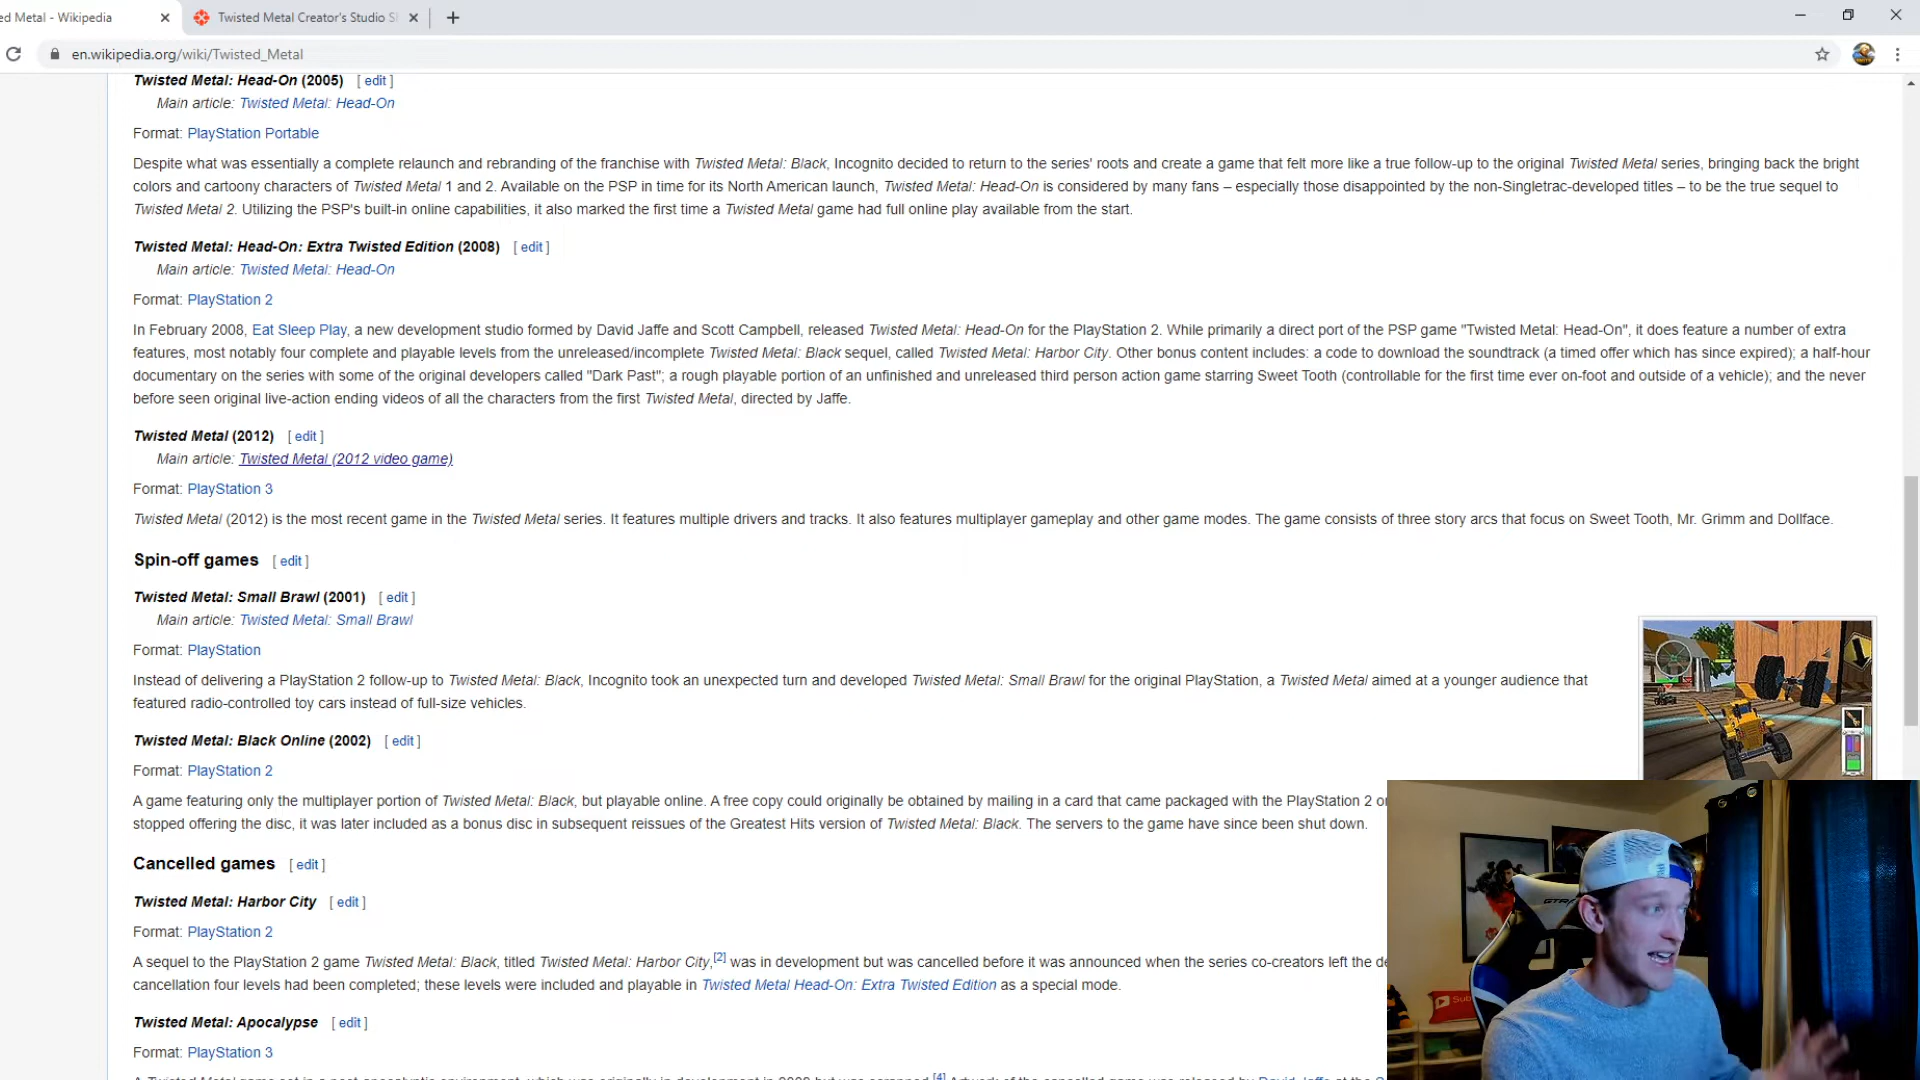 ed Metal - Wikipedia
Twisted Metal Creator's Studio S
en.wikipedia.org/wiki/Twisted_Metal
Twisted Metal: Head-On (2005) [ edit ]
Main article: Twisted Metal: Head-On
Format: PlayStation Portable
Despite what was essentially a complete relaunch and rebranding of the franchise with Twisted Metal: Black, Incognito decided to return to the series' roots and create a game that felt more like a true follow-up to the original Twisted Metal series, bringing back the bright
colors and cartoony characters of Twisted Metal 1 and 2. Available on the PSP in time for its North American launch, Twisted Metal: Head-On is considered by many fans – especially those disappointed by the non-Singletrac-developed titles – to be the true sequel to
Twisted Metal 2. Utilizing the PSP's built-in online capabilities, it also marked the first time a Twisted Metal game had full online play available from the start.
Twisted Metal: Head-On: Extra Twisted Edition (2008) [ edit ]
Main article: Twisted Metal: Head-On
Format: PlayStation 2
In February 2008, Eat Sleep Play, a new development studio formed by David Jaffe and Scott Campbell, released Twisted Metal: Head-On for the PlayStation 2. While primarily a direct port of the PSP game "Twisted Metal: Head-On", it does feature a number of extra
features, most notably four complete and playable levels from the unreleased/incomplete Twisted Metal: Black sequel, called Twisted Metal: Harbor City. Other bonus content includes: a code to download the soundtrack (a timed offer which has since expired); a half-hour
documentary on the series with some of the original developers called "Dark Past"; a rough playable portion of an unfinished and unreleased third person action game starring Sweet Tooth (controllable for the first time ever on-foot and outside of a vehicle); and the never
before seen original live-action ending videos of all the characters from the first Twisted Metal, directed by Jaffe.
Twisted Metal (2012) [ edit ]
Main article: Twisted Metal (2012 video game)
Format: PlayStation 3
Twisted Metal (2012) is the most recent game in the Twisted Metal series. It features multiple drivers and tracks. It also features multiplayer gameplay and other game modes. The game consists of three story arcs that focus on Sweet Tooth, Mr. Grimm and Dollface.
Spin-off games [ edit ]
Twisted Metal: Small Brawl (2001) [ edit ]
Main article: Twisted Metal: Small Brawl
Format: PlayStation
Instead of delivering a PlayStation 2 follow-up to Twisted Metal: Black, Incognito took an unexpected turn and developed Twisted Metal: Small Brawl for the original PlayStation, a Twisted Metal aimed at a younger audience that
featured radio-controlled toy cars instead of full-size vehicles.
Twisted Metal: Black Online (2002) [ edit ]
Format: PlayStation 2
A game featuring only the multiplayer portion of Twisted Metal: Black, but playable online. A free copy could originally be obtained by mailing in a card that came packaged with the PlayStation 2
stopped offering the disc, it was later included as a bonus disc in subsequent reissues of the Greatest Hits version of Twisted Metal: Black. The servers to the game have since been shut down.
Cancelled games [ edit ]
Twisted Metal: Harbor City [ edit ]
Format: PlayStation 2
A sequel to the PlayStation 2 game Twisted Metal: Black, titled Twisted Metal: Harbor City,[2] was in development but was cancelled before it was announced when the series co-creators left the
cancellation four levels had been completed; these levels were included and playable in Twisted Metal Head-On: Extra Twisted Edition as a special mode.
Twisted Metal: Apocalypse [ edit ]
Format: PlayStation 3
[4]
GTR
Sub